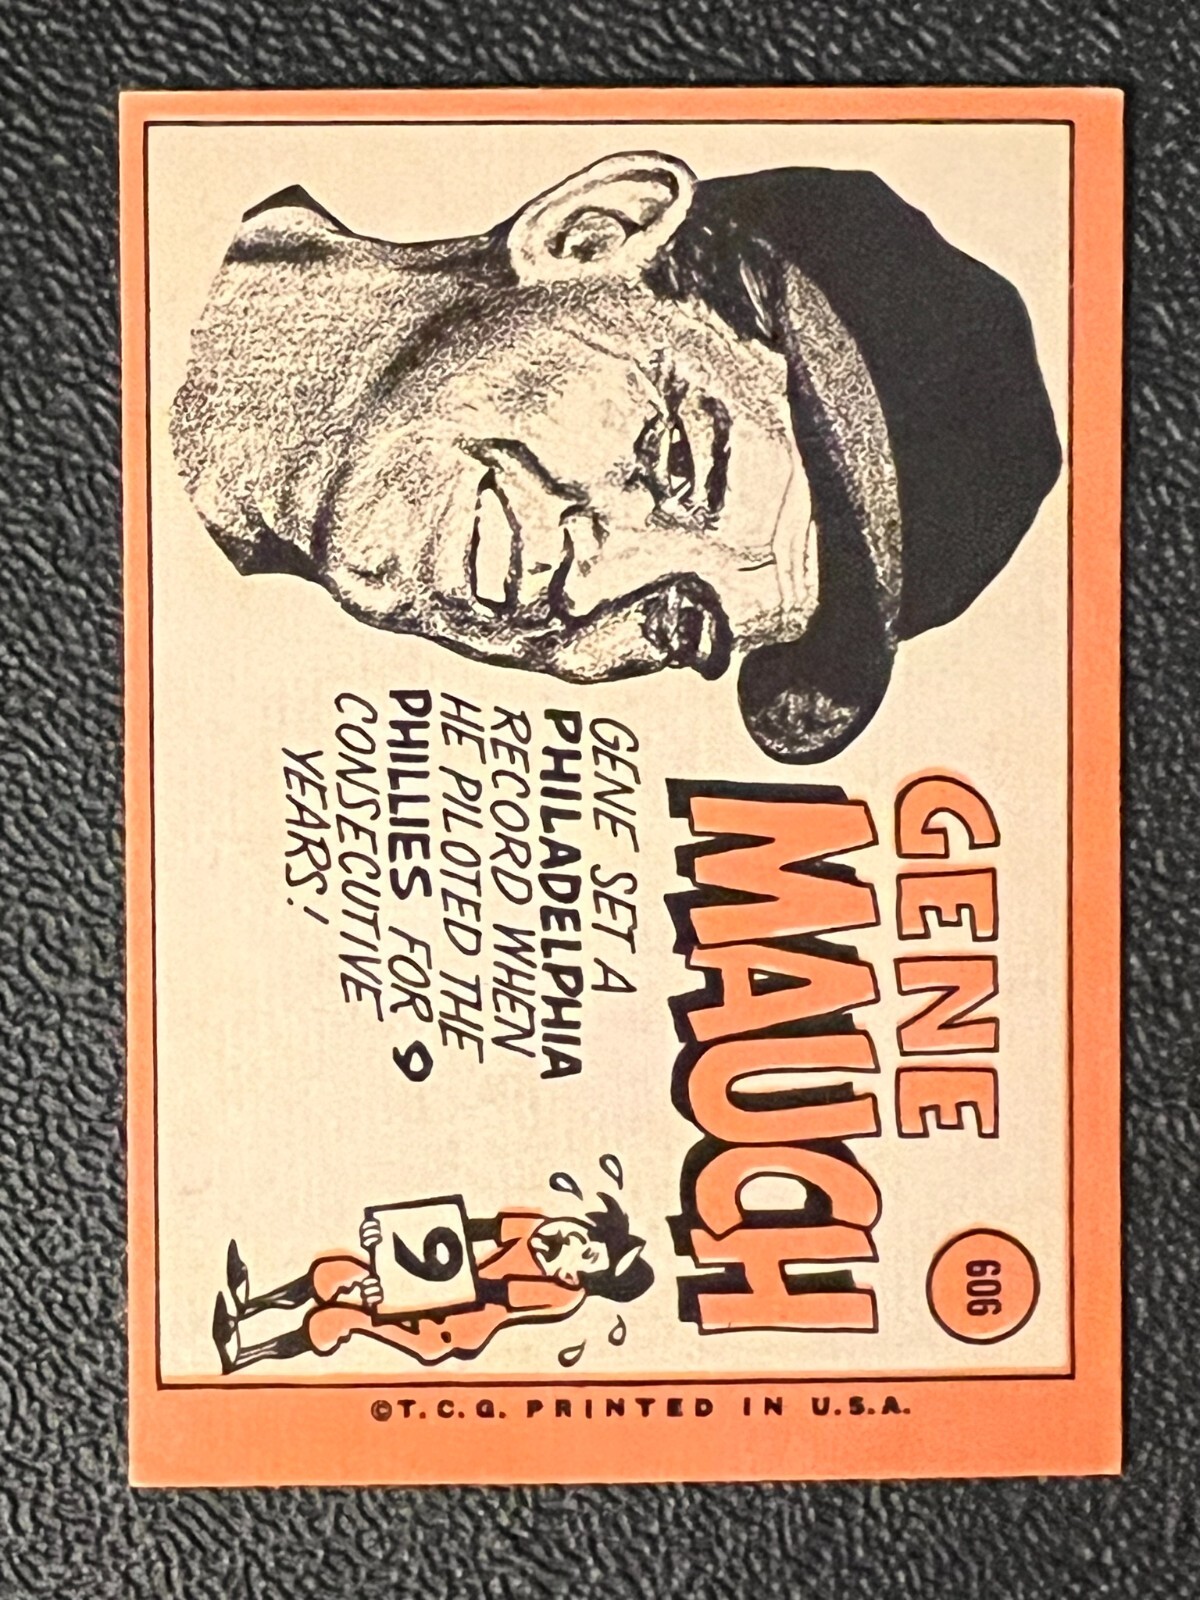 GENE
606
MAUCH
GENE SET A
PHILADELPHIA
RECORD WHEN
HE PILOTED THE
PHILLIES FOR 9
CONSECUTIVE
YEARS!
9
©T.C.G. PRINTED IN U.S.A.